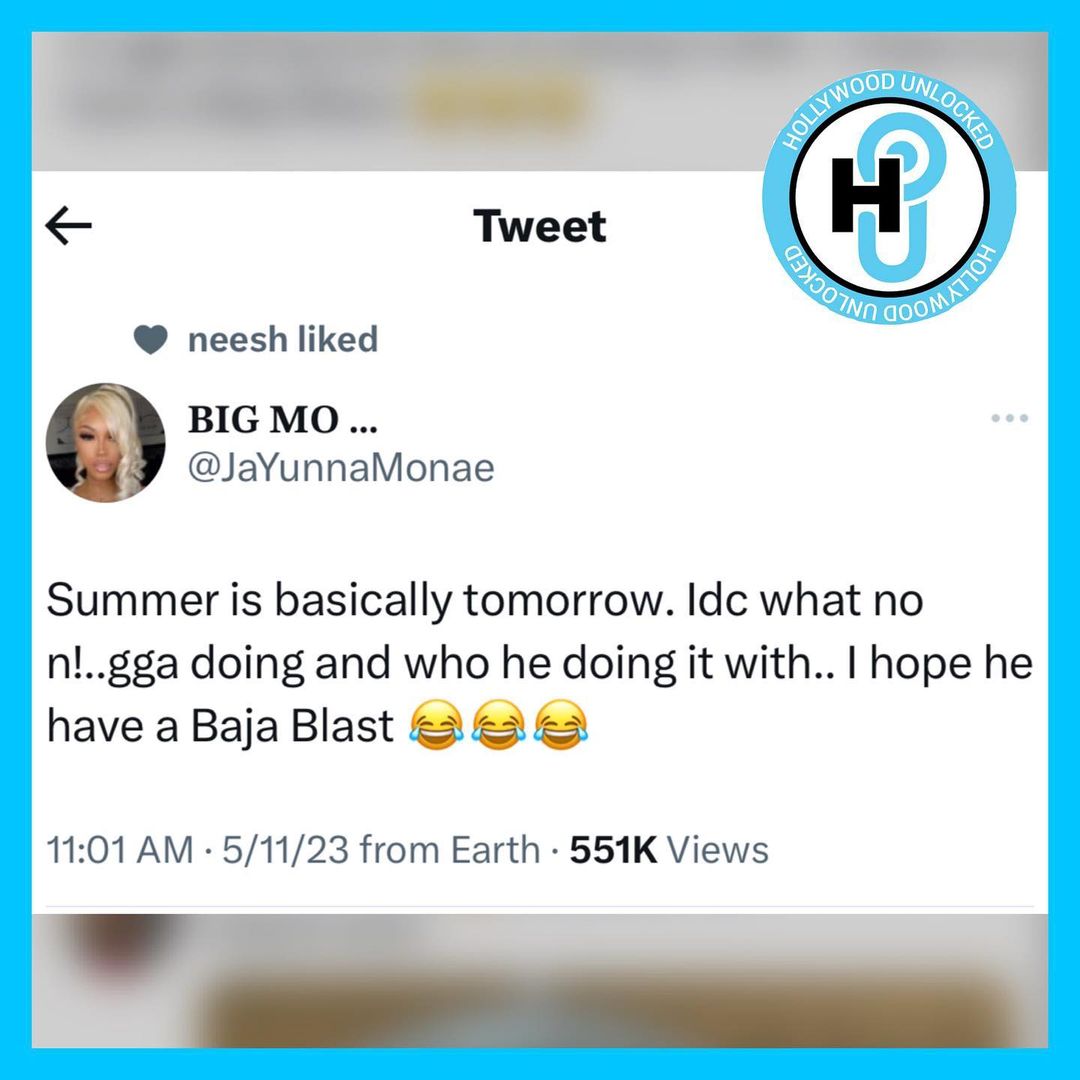 HOLLYWOOD UNLOCKED
HU
HOLLYWOOD UNLOCKED
Tweet
neesh liked
BIG MO ...
@JaYunnaMonae
Summer is basically tomorrow. Idc what no
n!..gga doing and who he doing it with.. I hope he
have a Baja Blast 😂😂😂
11:01 AM · 5/11/23 from Earth · 551K Views